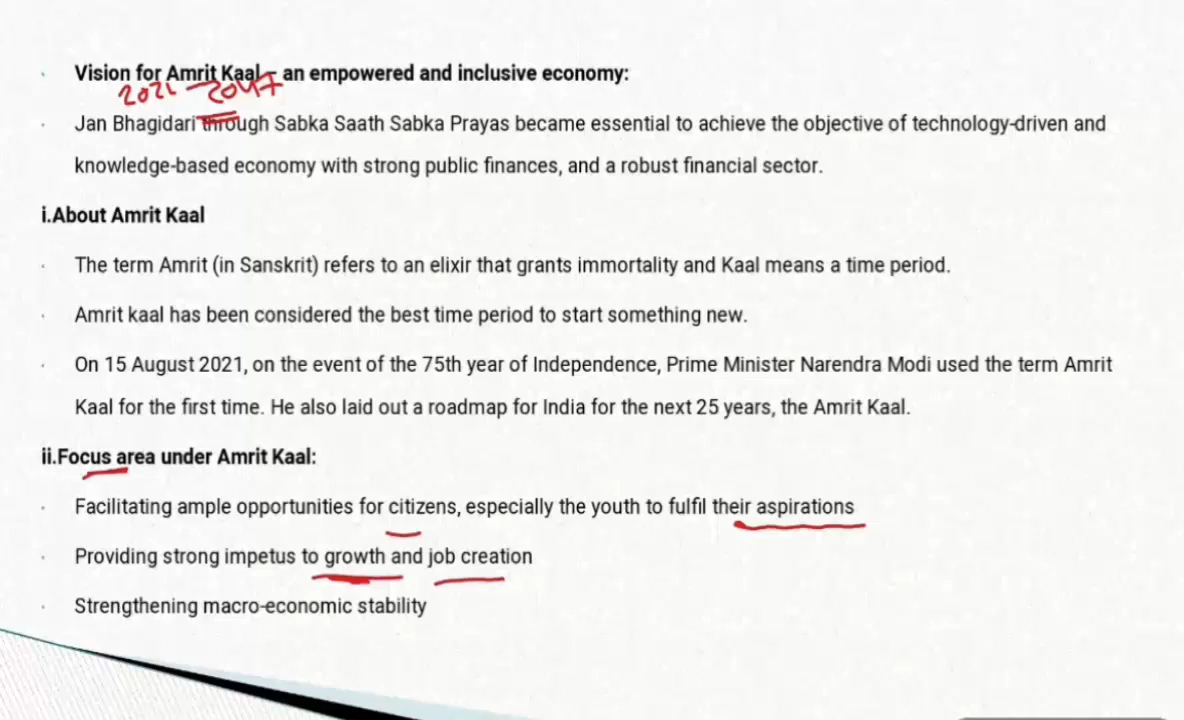 · Vision for Amrit Kaal – an empowered and inclusive economy:
2021 – 2047
· Jan Bhagidari through Sabka Saath Sabka Prayas became essential to achieve the objective of technology-driven and
knowledge-based economy with strong public finances, and a robust financial sector.
i.About Amrit Kaal
· The term Amrit (in Sanskrit) refers to an elixir that grants immortality and Kaal means a time period.
· Amrit kaal has been considered the best time period to start something new.
· On 15 August 2021, on the event of the 75th year of Independence, Prime Minister Narendra Modi used the term Amrit
Kaal for the first time. He also laid out a roadmap for India for the next 25 years, the Amrit Kaal.
ii.Focus area under Amrit Kaal:
· Facilitating ample opportunities for citizens, especially the youth to fulfil their aspirations
· Providing strong impetus to growth and job creation
· Strengthening macro-economic stability